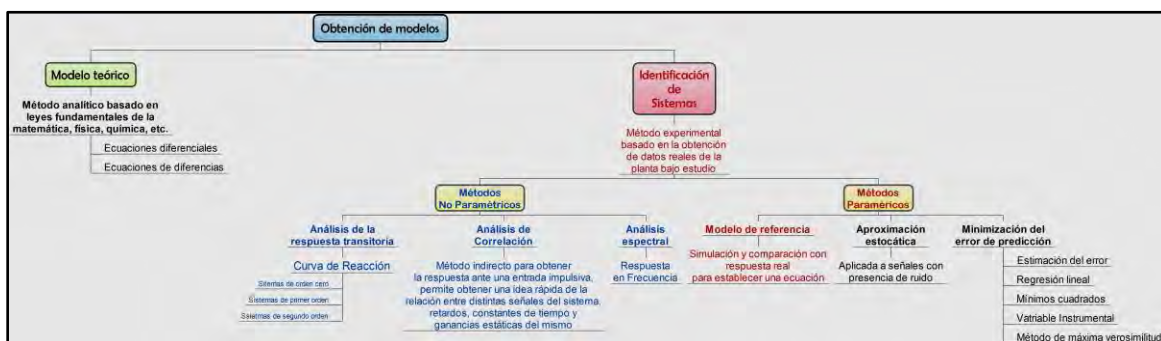 Obtención de modelos
Modelo teórico
Método analítico basado en
leyes fundamentales de la
matemática, física, química, etc.
Ecuaciones diferenciales
Ecuaciones de diferencias
Identificación
de
Sistemas
Método experimental
basado en la obtención
de datos reales de la
planta bajo estudio
Métodos
No Paramétricos
Análisis de la
respuesta transitoria
Curva de Reacción
Sitemas de orden cero
Sistemas de primer orden
Sistemas de segundo orden
Análisis de
Correlación
Método indirecto para obtener
la respuesta ante una entrada impulsiva,
permite obtener una idea rápida de la
relación entre distintas señales del sistema
retardos, constantes de tiempo y
ganancias estáticas del mismo
Análisis
espectral
Respuesta
en Frecuencia
Métodos
Paraméricos
Modelo de referencia
Simulación y comparación con
respuesta real
para establecer una ecuación
Aproximación
estocática
Aplicada a señales con
presencia de ruido
Minimización del
error de predicción
Estimación del error
Regresión lineal
Mínimos cuadrados
Vatriable Instrumental
Método de máxima verosimilitud